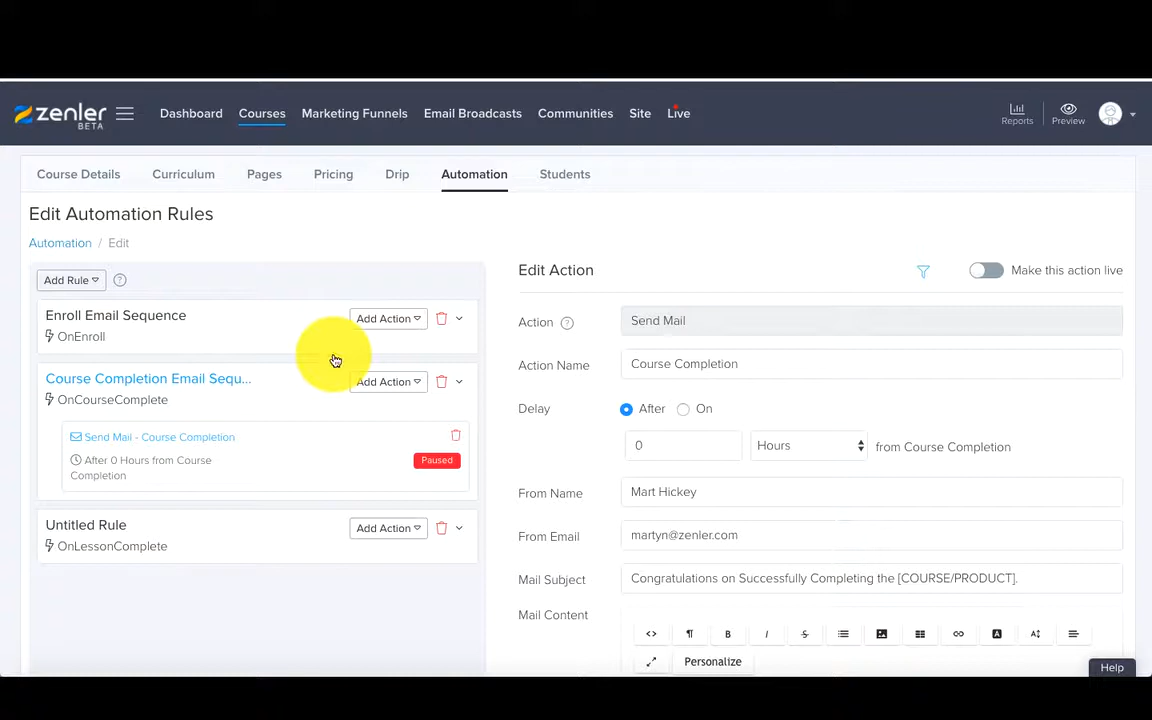 zenler
BETA
Dashboard Courses Marketing Funnels Email Broadcasts Communities Site Live
Reports Preview
Course Details Curriculum Pages Pricing Drip Automation Students
Edit Automation Rules
Automation / Edit
Add Rule ?
Enroll Email Sequence Add Action
OnEnroll
Course Completion Email Sequ... Add Action
OnCourseComplete
Send Mail - Course Completion
After 0 Hours from Course
Completion
Paused
Untitled Rule Add Action
OnLessonComplete
Edit Action Make this action live
Action ? Send Mail
Action Name Course Completion
Delay After On
0 Hours from Course Completion
From Name Mart Hickey
From Email martyn@zenler.com
Mail Subject Congratulations on Successfully Completing the [COURSE/PRODUCT].
Mail Content
<> ¶ B I S A A
Personalize
Help